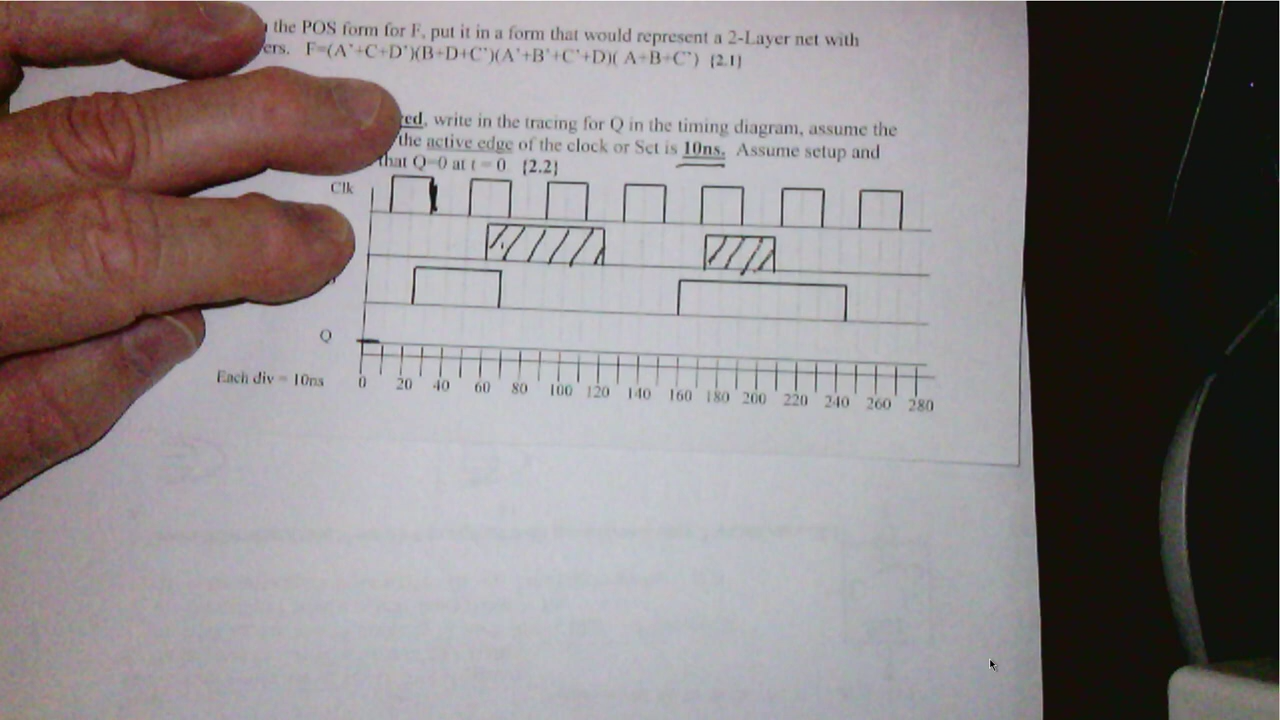 the POS form for F, put it in a form that would represent a 2-Layer net with
ers. F=(A'+C+D')(B+D+C')(A'+B'+C'+D)( A+B+C') {2.1}
red, write in the tracing for Q in the timing diagram, assume the
the active edge of the clock or Set is 10ns. Assume setup and
that Q=0 at t = 0. {2.2}
Clk
Q
Each div = 10ns 0 20 40 60 80 100 120 140 160 180 200 220 240 260 280